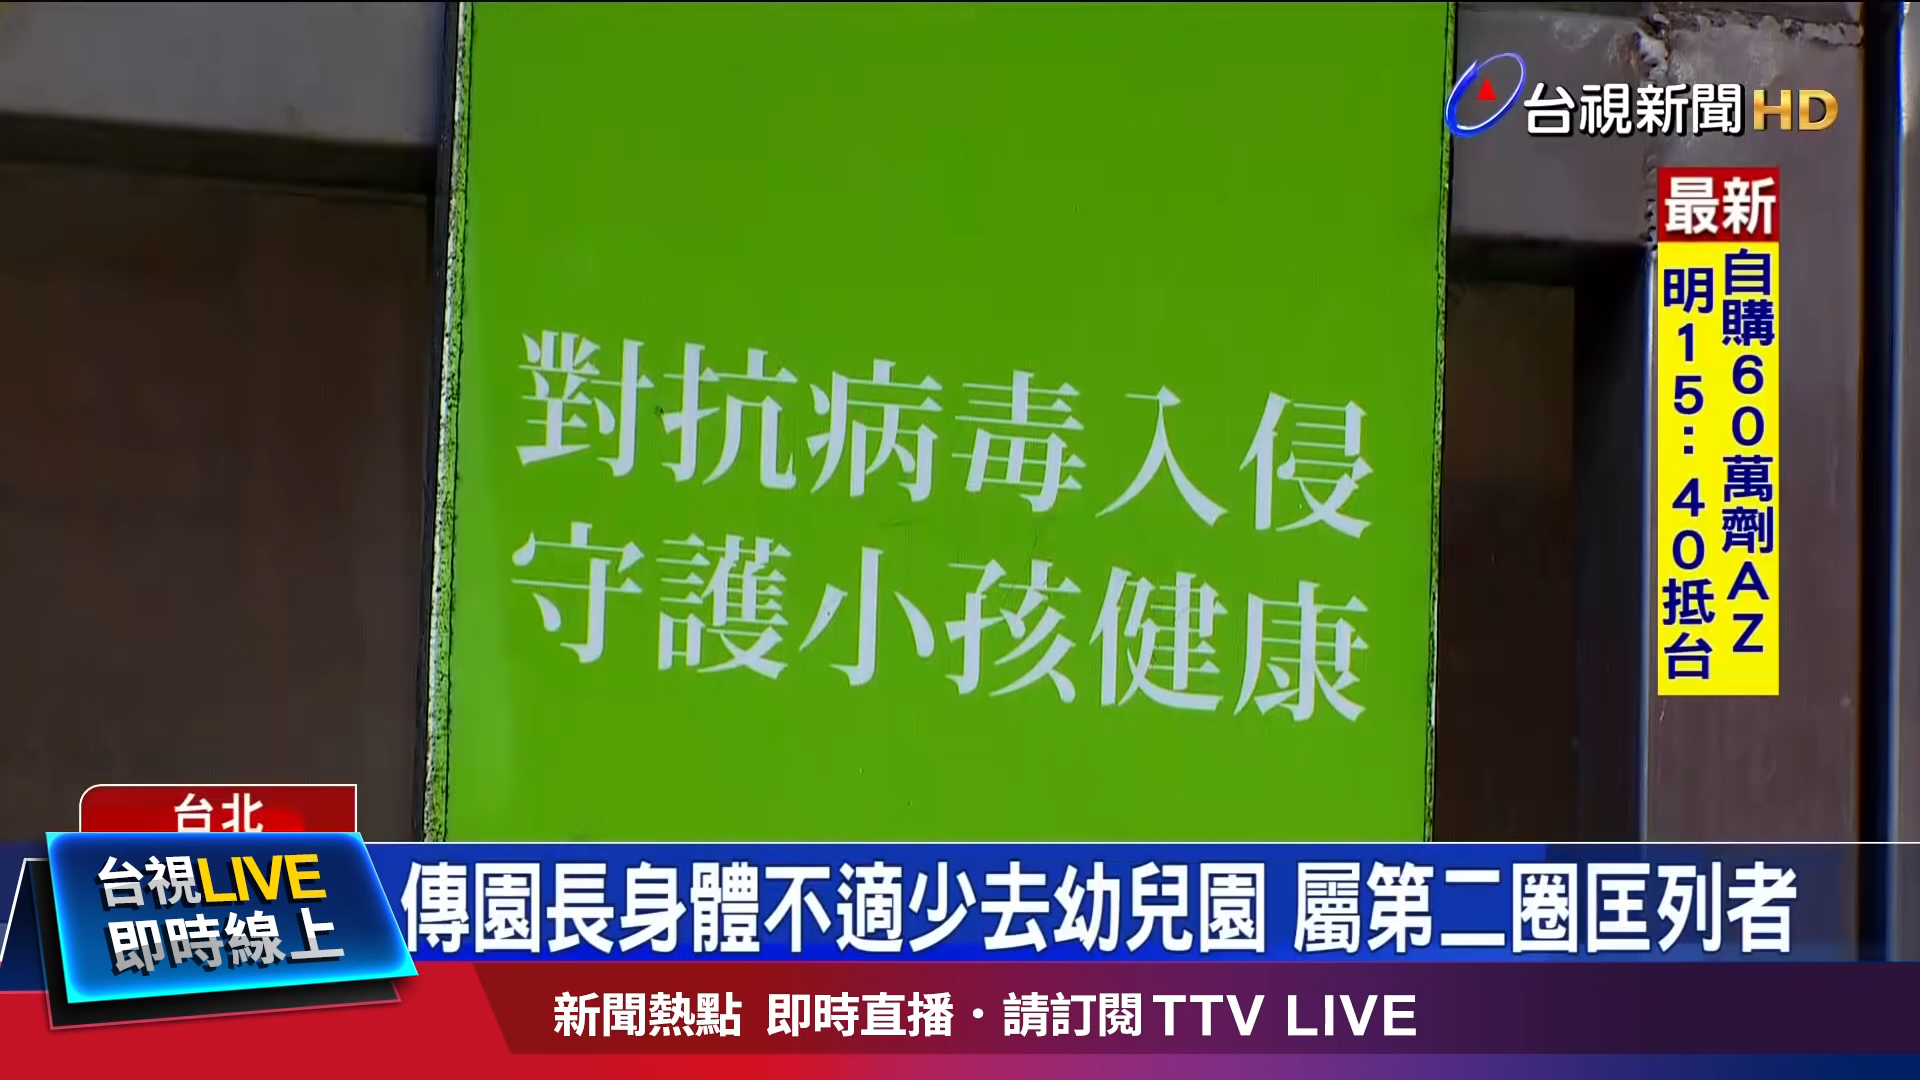 台視新聞HD
最新
自購60萬劑AZ
明15：40抵台
對抗病毒入侵
守護小孩健康
台北
台視LIVE
即時線上
傳園長身體不適少去幼兒園 屬第二圈匡列者
新聞熱點 即時直播・請訂閱TTV LIVE